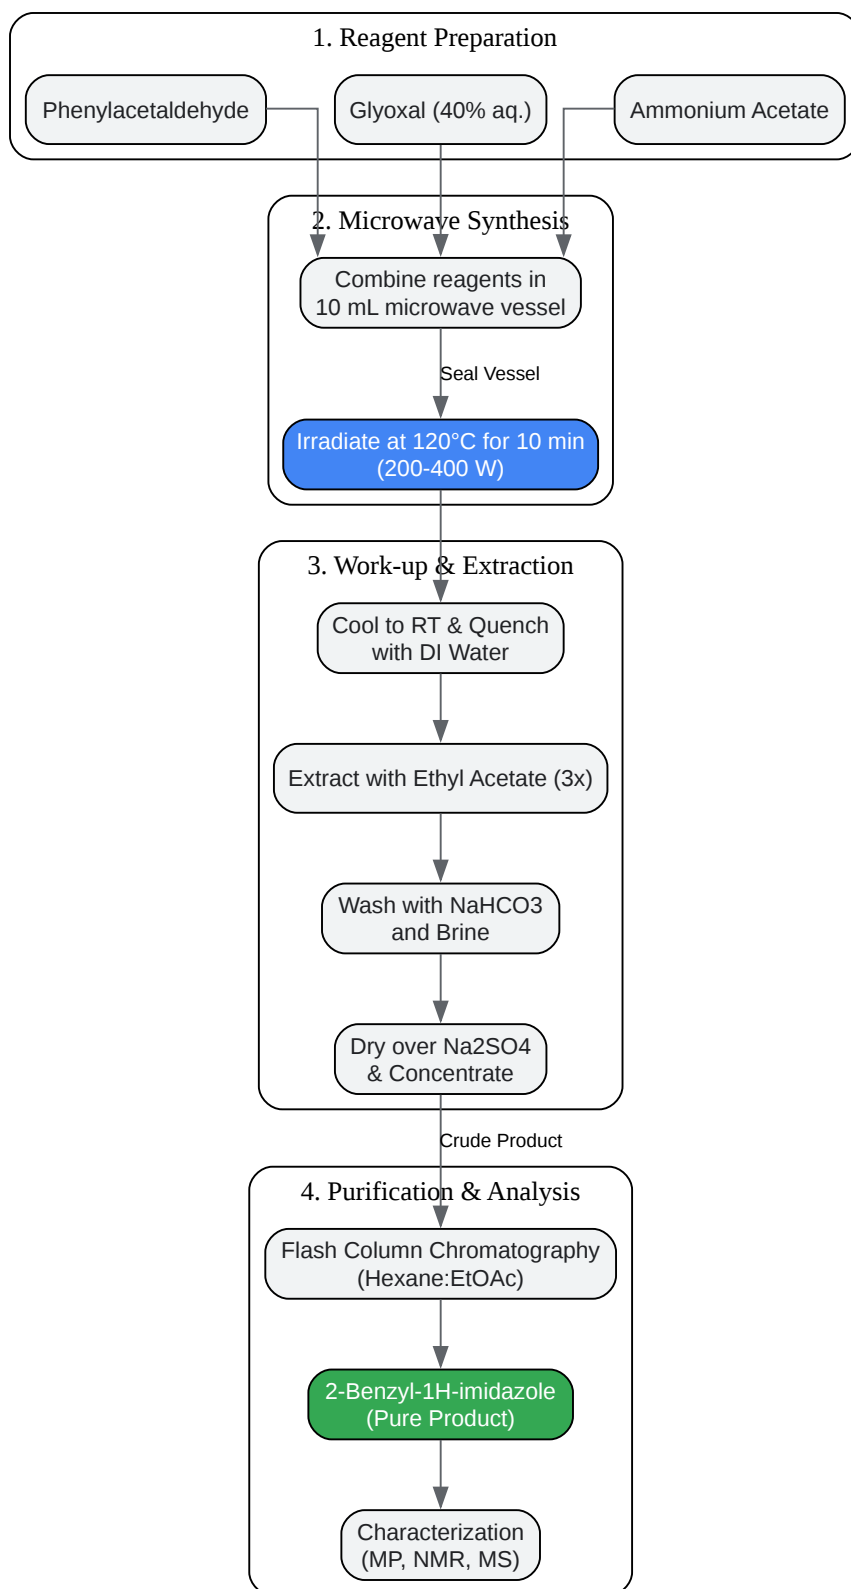 1. Reagent Preparation
Phenylacetaldehyde
Glyoxal (40% aq.)
Ammonium Acetate
2. Microwave Synthesis
Combine reagents in
10 mL microwave vessel
Seal Vessel
Irradiate at 120°C for 10 min
(200-400 W)
3. Work-up & Extraction
Cool to RT & Quench
with DI Water
Extract with Ethyl Acetate (3x)
Wash with NaHCO3
and Brine
Dry over Na2SO4
& Concentrate
Crude Product
4. Purification & Analysis
Flash Column Chromatography
(Hexane:EtOAc)
2-Benzyl-1H-imidazole
(Pure Product)
Characterization
(MP, NMR, MS)